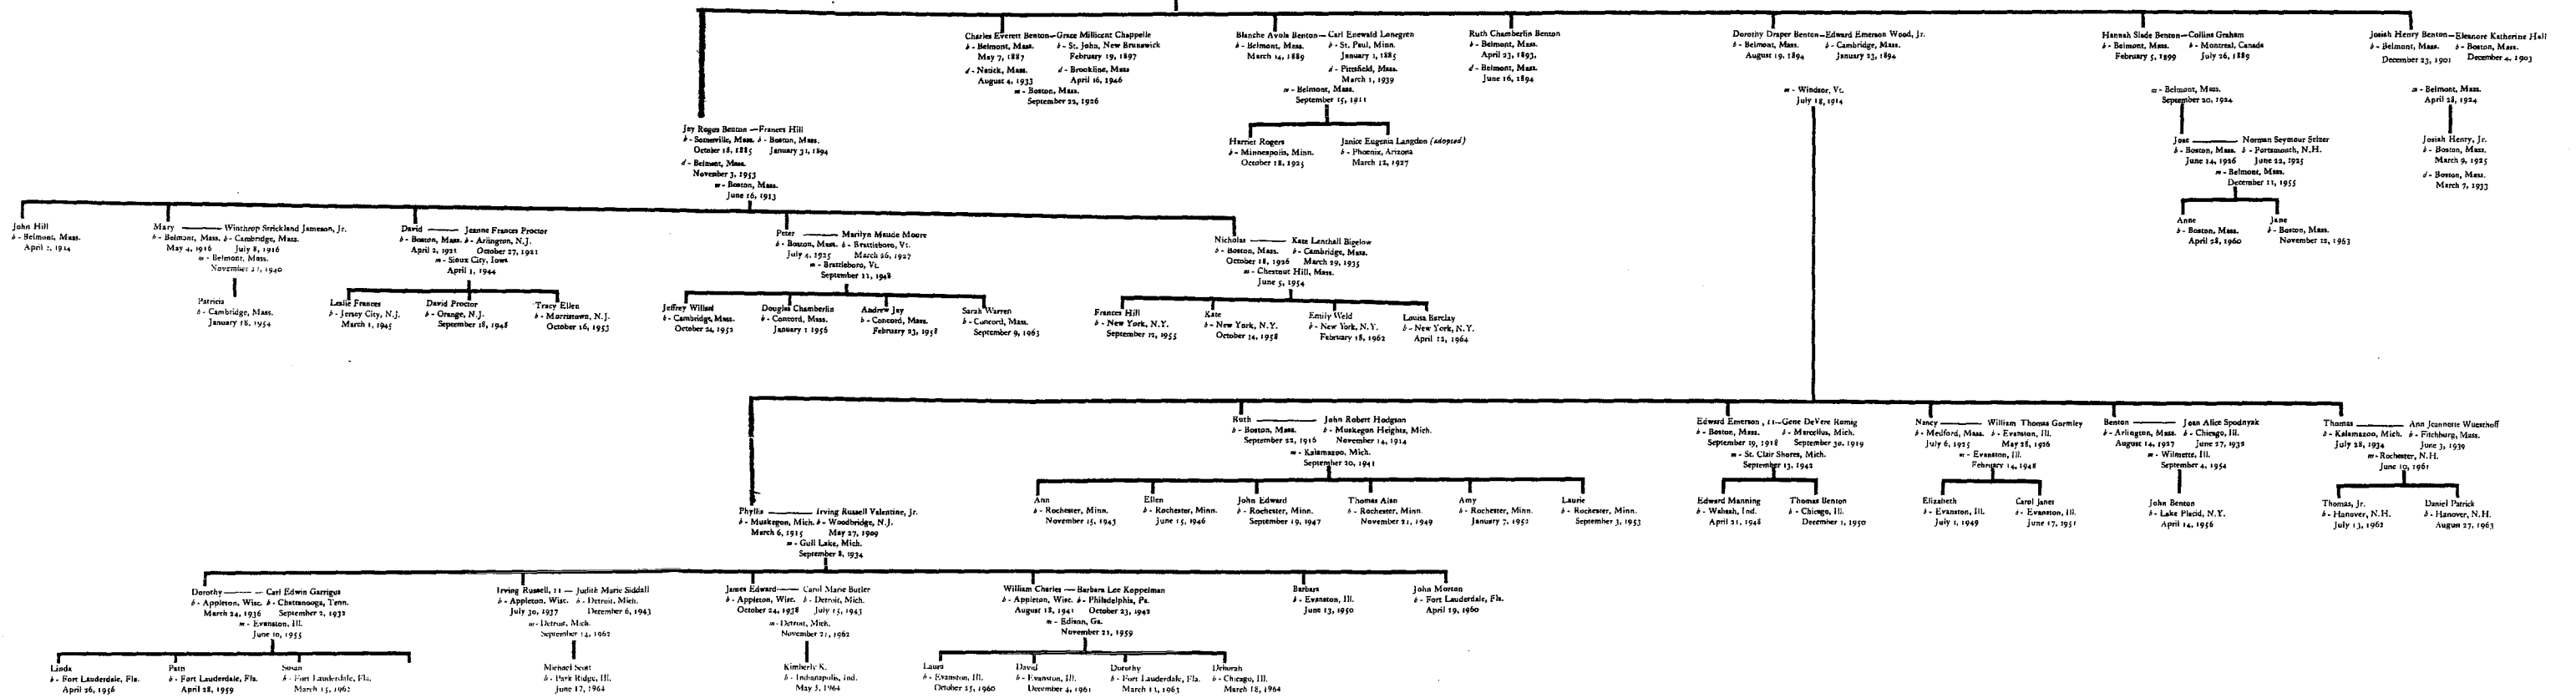 Charles Everett Benton—Grace Millicent Chappelle
b - Belmont, Mass. b - St. John, New Brunswick
May 7, 1887 February 19, 1897
d - Natick, Mass. d - Brookline, Mass
August 4, 1933 April 16, 1946
m - Boston, Mass.
September 22, 1926
Blanche Avola Benton—Carl Enewald Lonegren
b - Belmont, Mass. b - St. Paul, Minn.
March 14, 1889 January 1, 1885
d - Pittsfield, Mass.
March 1, 1939
m - Belmont, Mass.
September 15, 1911
Ruth Chamberlin Benton
b - Belmont, Mass.
April 23, 1893,
d - Belmont, Mass.
June 16, 1894
Dorothy Draper Benton—Edward Emerson Wood, Jr.
b - Belmont, Mass. b - Cambridge, Mass.
August 19, 1894 January 23, 1894
m - Windsor, Vt.
July 18, 1914
Hannah Slade Benton—Collins Graham
b - Belmont, Mass. b - Montreal, Canada
February 5, 1899 July 26, 1889
m - Belmont, Mass.
September 20, 1924
Josiah Henry Benton—Eleanore Katherine Hall
b - Belmont, Mass. b - Boston, Mass.
December 23, 1901 December 4, 1903
m - Belmont, Mass.
April 28, 1924
Jay Rogers Benton—Frances Hill
b - Somerville, Mass. b - Boston, Mass.
October 18, 1885 January 31, 1894
d - Belmont, Mass.
November 3, 1953
m - Boston, Mass.
June 16, 1913
Harriet Rogers
b - Minneapolis, Minn.
October 18, 1925
Janice Eugenia Langdon (adopted)
b - Phoenix, Arizona
March 12, 1927
Jose — Norman Seymour Selzer
b - Boston, Mass. b - Portsmouth, N.H.
June 14, 1926 June 22, 1925
m - Belmont, Mass.
December 11, 1955
Josiah Henry, Jr.
b - Boston, Mass.
March 9, 1925
d - Boston, Mass.
March 7, 1933
Anne
b - Boston, Mass.
April 28, 1960
Jane
b - Boston, Mass.
November 12, 1963
John Hill
b - Belmont, Mass.
April 2, 1914
Mary — Winthrop Strickland Jameson, Jr.
b - Belmont, Mass. b - Cambridge, Mass.
May 4, 1916 July 8, 1916
m - Belmont, Mass.
November 1940
David — Jeanne Frances Proctor
b - Boston, Mass. b - Arlington, N.J.
April 2, 1921 October 27, 1921
m - Sioux City, Iowa
April 1, 1944
Peter — Marilyn Maude Moore
b - Boston, Mass. b - Brattleboro, Vt.
July 4, 1925 March 26, 1927
m - Brattleboro, Vt.
September 11, 1948
Nicholas — Kate Lenthall Bigelow
b - Boston, Mass. b - Cambridge, Mass.
October 18, 1926 March 29, 1935
m - Chestnut Hill, Mass.
June 5, 1954
Patricia
b - Cambridge, Mass.
January 18, 1954
Leslie Frances
b - Jersey City, N.J.
March 1, 1945
David Proctor
b - Orange, N.J.
September 18, 1948
Tracy Ellen
b - Morristown, N.J.
October 16, 1953
Jeffrey Willard
b - Cambridge, Mass.
October 24, 1952
Douglas Chamberlin
b - Concord, Mass.
January 1 1956
Andrew Jay
b - Concord, Mass.
February 23, 1958
Sarah Warren
b - Concord, Mass.
September 9, 1963
Frances Hill
b - New York, N.Y.
September 12, 1955
Kate
b - New York, N.Y.
October 14, 1958
Emily Weld
b - New York, N.Y.
February 18, 1962
Louisa Barclay
b - New York, N.Y.
April 12, 1964
Ruth — John Robert Hodgson
b - Boston, Mass. b - Muskegon Heights, Mich.
September 22, 1916 November 14, 1914
m - Kalamazoo, Mich.
September 20, 1941
Edward Emerson, 11—Gene DeVere Romig
b - Boston, Mass. b - Marcellus, Mich.
September 19, 1918 September 30, 1919
m - St. Clair Shores, Mich.
September 13, 1942
Nancy — William Thomas Gormley
b - Medford, Mass. b - Evanston, Ill.
July 6, 1925 May 28, 1926
m - Evanston, Ill.
February 14, 1948
Benton — Joan Alice Spodnyak
b - Arlington, Mass. b - Chicago, Ill.
August 14, 1927 June 27, 1932
m - Wilmette, Ill.
September 4, 1954
Thomas — Ann Jeannette Wuesthoff
b - Kalamazoo, Mich. b - Fitchburg, Mass.
July 28, 1934 June 3, 1939
m - Rochester, N.H.
June 10, 1961
Phyllis — Irving Russell Valentine, Jr.
b - Muskegon, Mich. b - Woodbridge, N.J.
March 6, 1915 May 27, 1909
m - Gull Lake, Mich.
September 8, 1934
Ann
b - Rochester, Minn.
November 15, 1943
Ellen
b - Rochester, Minn.
June 15, 1946
John Edward
b - Rochester, Minn.
September 19, 1947
Thomas Alan
b - Rochester, Minn.
November 21, 1949
Amy
b - Rochester, Minn.
January 7, 1952
Laurie
b - Rochester, Minn.
September 3, 1953
Edward Manning
b - Wabash, Ind.
April 21, 1948
Thomas Benton
b - Chicago, Ill.
December 1, 1950
Elizabeth
b - Evanston, Ill.
July 1, 1949
Carol Janet
b - Evanston, Ill.
June 17, 1951
John Benton
b - Lake Placid, N.Y.
April 14, 1956
Thomas, Jr.
b - Hanover, N.H.
July 13, 1962
Daniel Patrick
b - Hanover, N.H.
August 27, 1963
Dorothy — Carl Edwin Garrigus
b - Appleton, Wisc. b - Chattanooga, Tenn.
March 24, 1936 September 2, 1932
m - Evanston, Ill.
June 10, 1955
Irving Russell, 11 — Judith Marie Siddall
b - Appleton, Wisc. b - Detroit, Mich.
July 30, 1937 December 6, 1943
m - Detroit, Mich.
September 14, 1962
James Edward — Carol Marie Butler
b - Appleton, Wisc. b - Detroit, Mich.
October 24, 1938 July 15, 1943
m - Detroit, Mich.
November 21, 1962
William Charles — Barbara Lee Koppelman
b - Appleton, Wisc. b - Philadelphia, Pa.
August 18, 1941 October 23, 1942
m - Edison, Ga.
November 21, 1959
Barbara
b - Evanston, Ill.
June 13, 1950
John Morton
b - Fort Lauderdale, Fla.
April 19, 1960
Linda
b - Fort Lauderdale, Fla.
April 26, 1956
Patti
b - Fort Lauderdale, Fla.
April 28, 1959
Susan
b - Fort Lauderdale, Fla.
March 15, 1962
Michael Scott
b - Park Ridge, Ill.
June 17, 1964
Kimberly K.
b - Indianapolis, Ind.
May 5, 1964
Laura
b - Evanston, Ill.
October 25, 1960
David
b - Evanston, Ill.
December 4, 1961
Dorothy
b - Fort Lauderdale, Fla.
March 13, 1963
Deborah
b - Chicago, Ill.
March 18, 1964